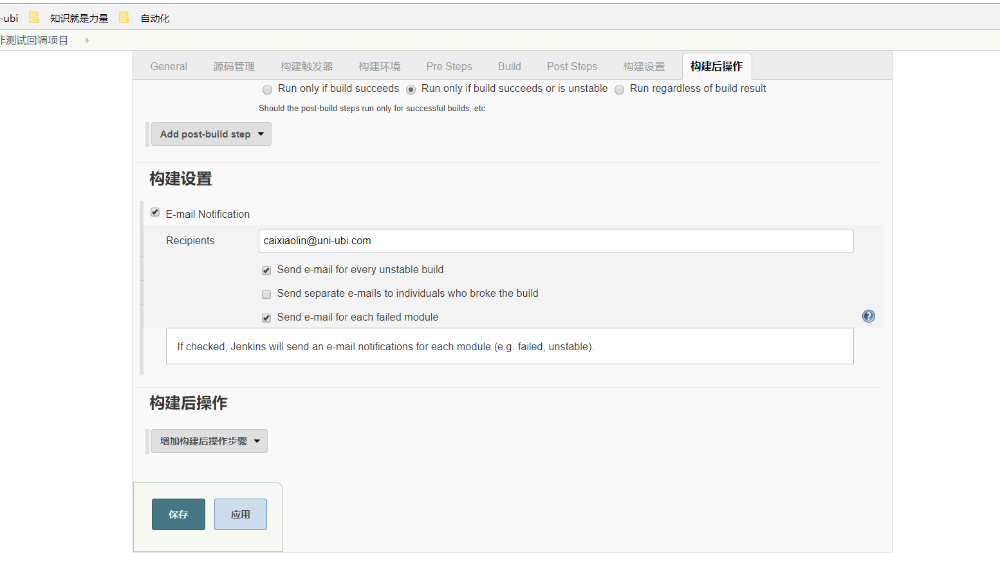 -ubi 知识就是力量 自动化
非测试回调项目
General 源码管理 构建触发器 构建环境 Pre Steps Build Post Steps 构建设置 构建后操作
Run only if build succeeds Run only if build succeeds or is unstable Run regardless of build result
Should the post-build steps run only for successful builds, etc.
Add post-build step
构建设置
E-mail Notification
Recipients caixiaolin@uni-ubi.com
Send e-mail for every unstable build
Send separate e-mails to individuals who broke the build
Send e-mail for each failed module
If checked, Jenkins will send an e-mail notifications for each module (e.g. failed, unstable).
构建后操作
增加构建后操作步骤
保存 应用